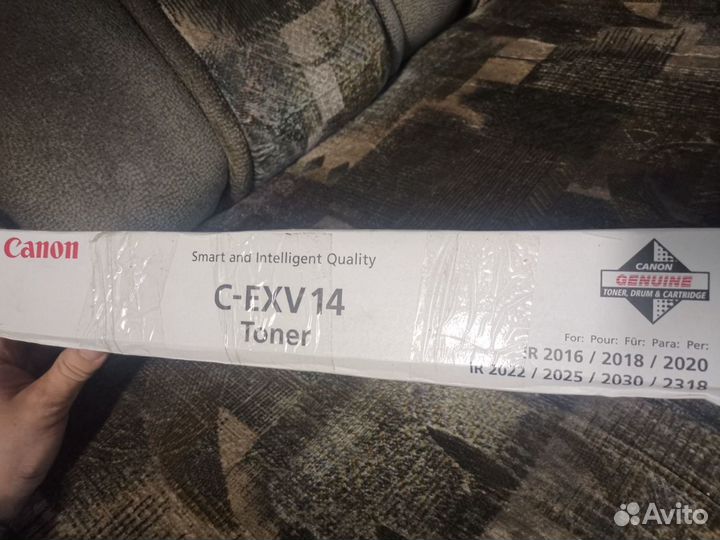 Canon
Smart and Intelligent Quality
C-EXV 14
Toner
CANON
GENUINE
TONER, DRUM & CARTRIDGE
For: Pour: Für: Para: Per:
iR 2016 / 2018 / 2020
iR 2022 / 2025 / 2030 / 2318
Avito